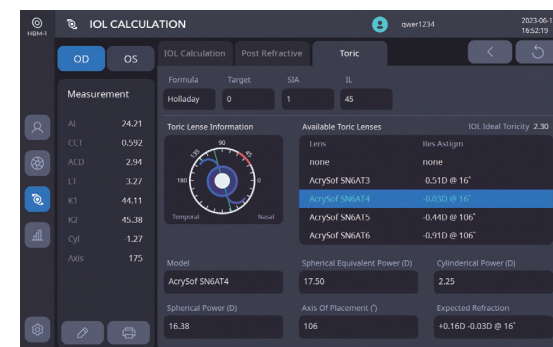 HBM-1
IOL CALCULATION
qwer1234
2023-06-1
16:52:19
OD
OS
IOL Calculation
Post Refractive
Toric
Measurement
AL 24.21
CCT 0.592
ACD 2.94
LT 3.27
K1 44.11
K2 45.38
Cyl -1.27
Axis 175
Formula Target SIA IL
Holladay 0 1 45
Toric Lense Information
135 90 45
180 0
Temporal Nasal
Available Toric Lenses IOL Ideal Toricity 2.30
Lens Res Astigm
none none
AcrySof SN6AT3 -0.51D @ 16°
AcrySof SN6AT4 -0.03D @ 16°
AcrySof SN6AT5 -0.44D @ 106°
AcrySof SN6AT6 -0.91D @ 106°
Model Spherical Equivalent Power (D) Cylinderical Power (D)
AcrySof SN6AT4 17.50 2.25
Spherical Power (D) Axis Of Placement (°) Expected Refraction
16.38 106 +0.16D -0.03D @ 16°